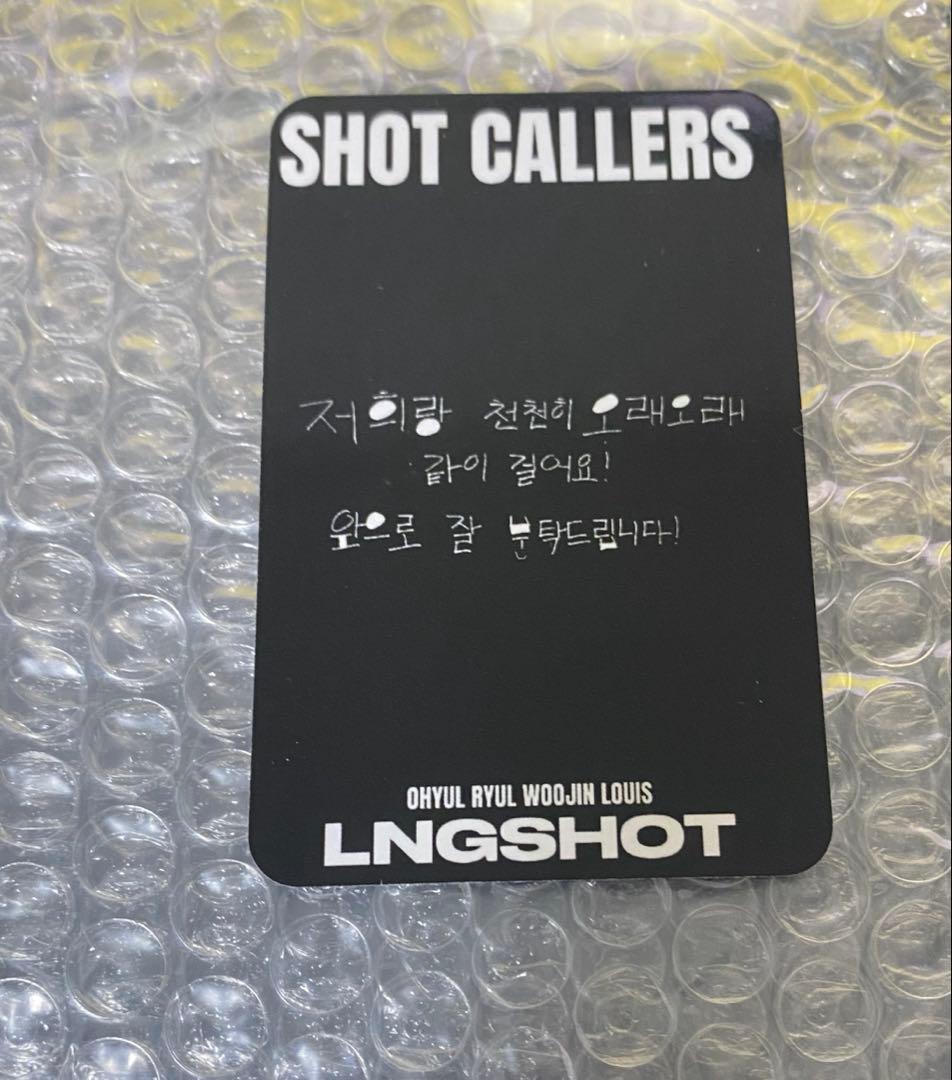 SHOT CALLERS
저희랑 천천히 오래오래
같이 걸어요!
앞으로 잘 부탁드립니다!
OHYUL RYUL WOOJIN LOUIS
LNGSHOT